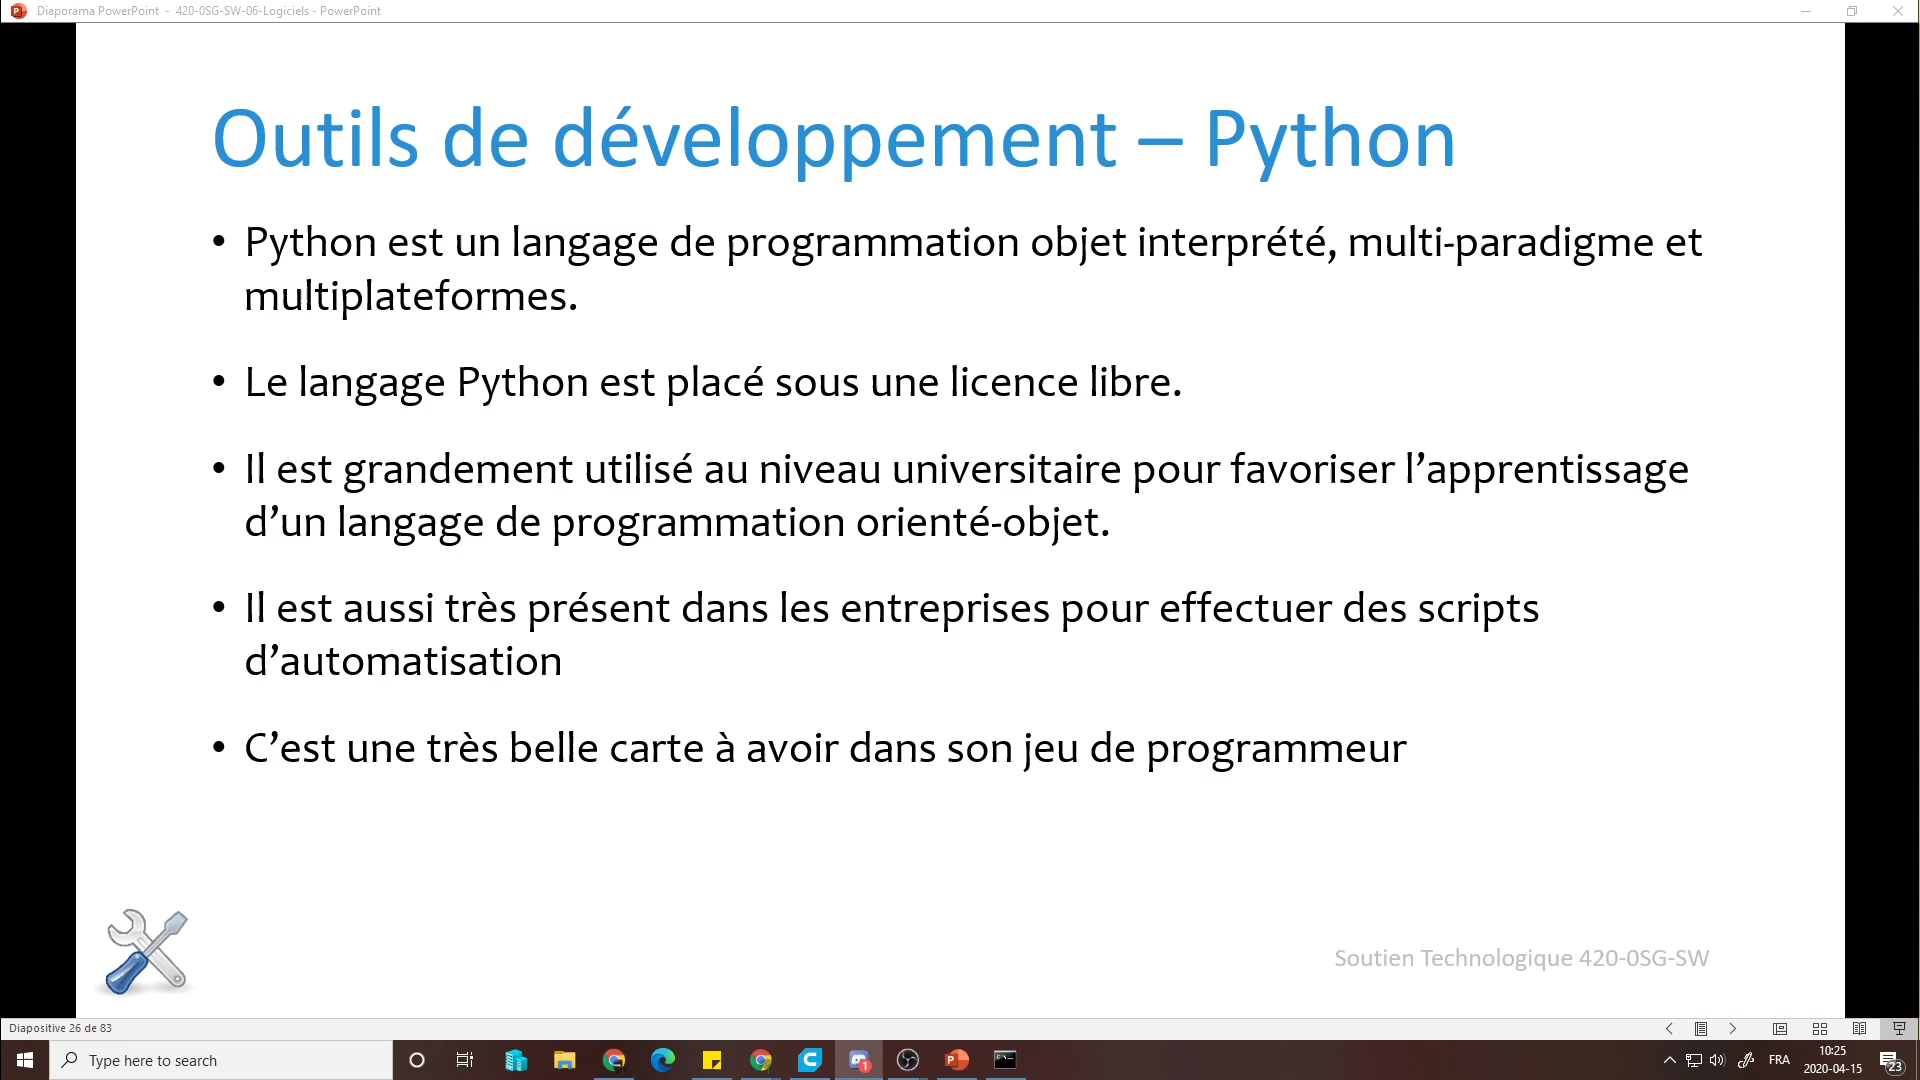 Diaporama PowerPoint - 420-0SG-SW-06-Logiciels - PowerPoint
Outils de développement – Python
• Python est un langage de programmation objet interprété, multi-paradigme et
multiplateformes.
• Le langage Python est placé sous une licence libre.
• Il est grandement utilisé au niveau universitaire pour favoriser l’apprentissage
d’un langage de programmation orienté-objet.
• Il est aussi très présent dans les entreprises pour effectuer des scripts
d’automatisation
• C’est une très belle carte à avoir dans son jeu de programmeur
Soutien Technologique 420-0SG-SW
Diapositive 26 de 83
Type here to search
FRA
10:25
2020-04-15
23
1